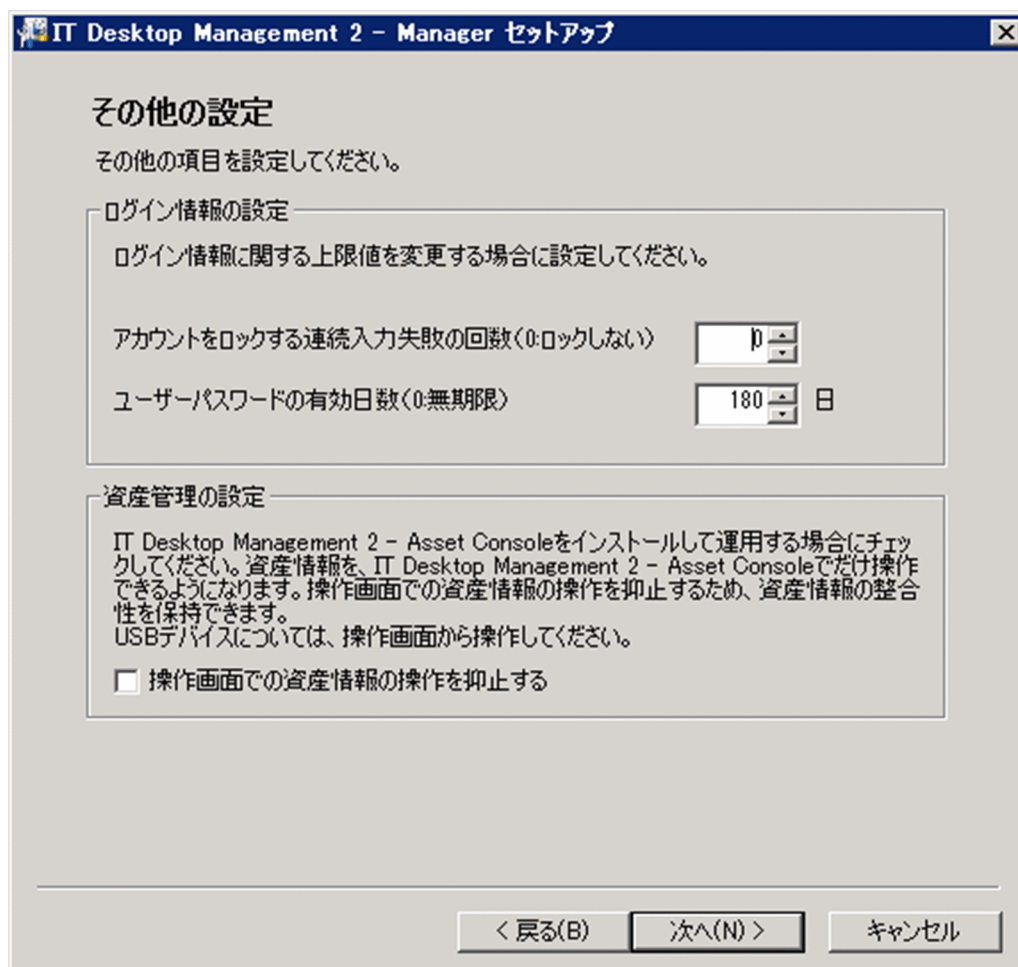 IT Desktop Management 2 - Manager セットアップ
その他の設定
その他の項目を設定してください。
ログイン情報の設定
ログイン情報に関する上限値を変更する場合に設定してください。
アカウントをロックする連続入力失敗の回数(0:ロックしない) 0
ユーザーパスワードの有効日数(0:無期限) 180 日
資産管理の設定
IT Desktop Management 2 - Asset Consoleをインストールして運用する場合にチェッ
クしてください。資産情報を、IT Desktop Management 2 - Asset Consoleでだけ操作
できるようになります。操作画面での資産情報の操作を抑止するため、資産情報の整合
性を保持できます。
USBデバイスについては、操作画面から操作してください。
操作画面での資産情報の操作を抑止する
< 戻る(B) 次へ(N) > キャンセル